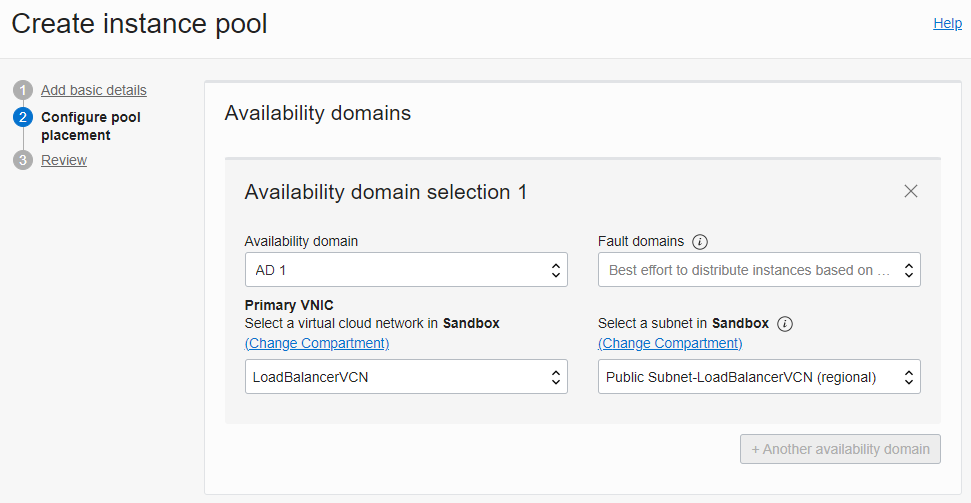 Create instance pool
Help
1 Add basic details
2 Configure pool
placement
3 Review
Availability domains
Availability domain selection 1
Availability domain
AD 1
Fault domains
Best effort to distribute instances based on ...
Primary VNIC
Select a virtual cloud network in Sandbox
(Change Compartment)
LoadBalancerVCN
Select a subnet in Sandbox
(Change Compartment)
Public Subnet-LoadBalancerVCN (regional)
+ Another availability domain